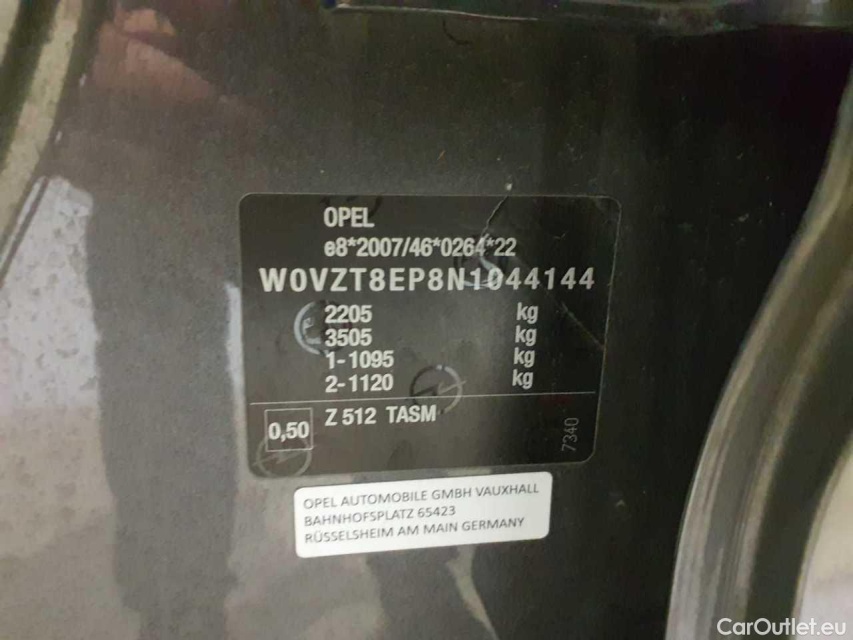 OPEL
e8*2007/46*0264*22
W0VZT8EP8N1044144
2205 kg
3505 kg
1-1095 kg
2-1120 kg
0,50 Z 512 TASM
7340
OPEL AUTOMOBILE GMBH VAUXHALL
BAHNHOFSPLATZ 65423
RÜSSELSHEIM AM MAIN GERMANY
CarOutlet.eu